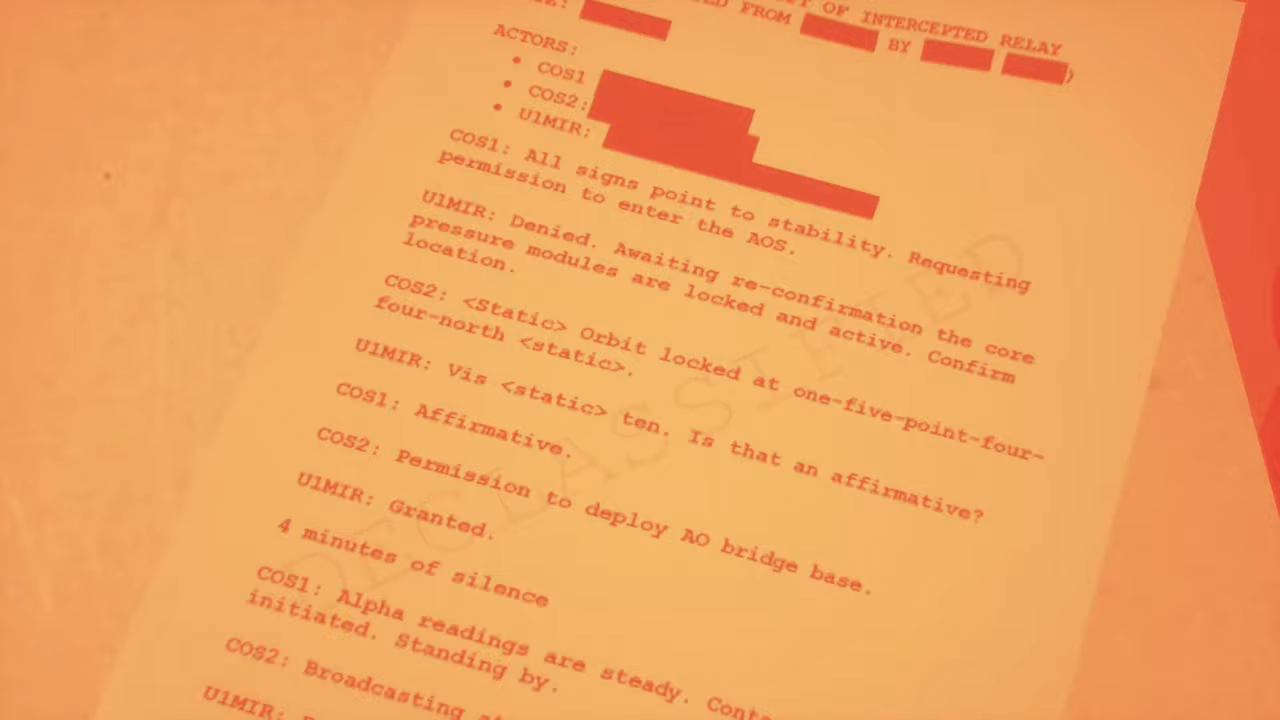 OF INTERCEPTED RELAY
FROM BY )
ACTORS:
• COS1
• COS2:
• U1MIR:
COS1: All signs point to stability. Requesting
permission to enter the AOS.
U1MIR: Denied. Awaiting re-confirmation the core
pressure modules are locked and active. Confirm
location.
COS2: <Static> Orbit locked at one-five-point-four-
four-north <static>.
U1MIR: Vis <static> ten. Is that an affirmative?
COS1: Affirmative.
COS2: Permission to deploy AO bridge base.
U1MIR: Granted.
4 minutes of silence
COS1: Alpha readings are steady.
initiated. Standing by.
COS2: Broadcasting
U1MIR:
DECLASSIFIED